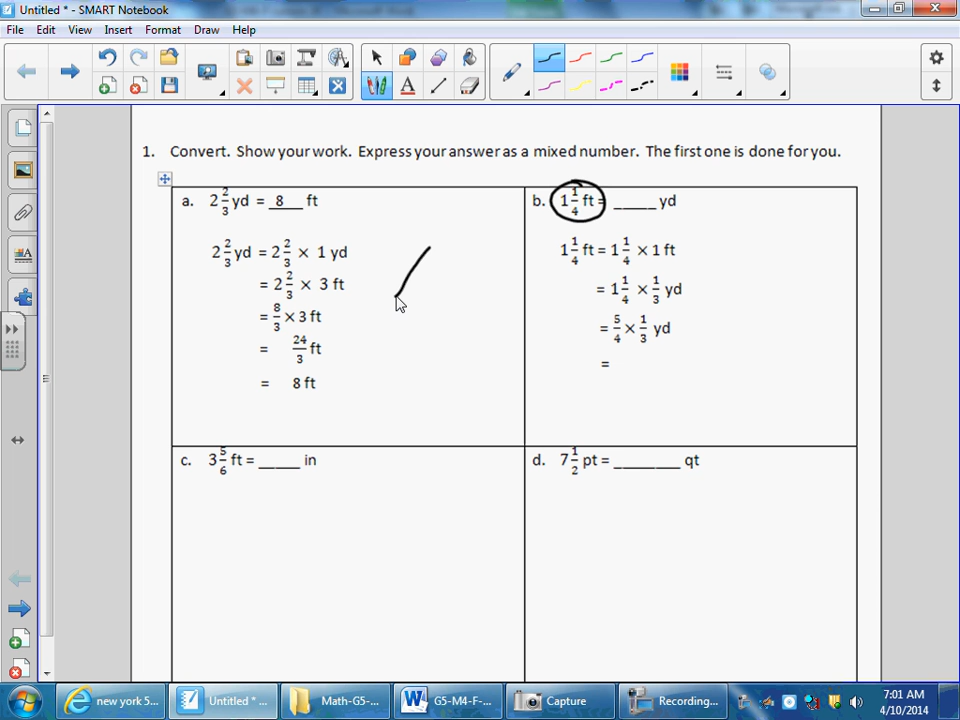 Untitled * - SMART Notebook
File Edit View Insert Format Draw Help
1. Convert. Show your work. Express your answer as a mixed number. The first one is done for you.
a. 2 2/3 yd = 8 ft
2 2/3 yd = 2 2/3 × 1 yd
= 2 2/3 × 3 ft
= 8/3 × 3 ft
= 24/3 ft
= 8 ft
b. 1 1/4 ft = _____ yd
1 1/4 ft = 1 1/4 × 1 ft
= 1 1/4 × 1/3 yd
= 5/4 × 1/3 yd
=
c. 3 5/6 ft = _____ in
d. 7 1/2 pt = ________ qt
new york 5... Untitled * ... Math-G5-... G5-M4-F-... Capture Recording...
7:01 AM
4/10/2014